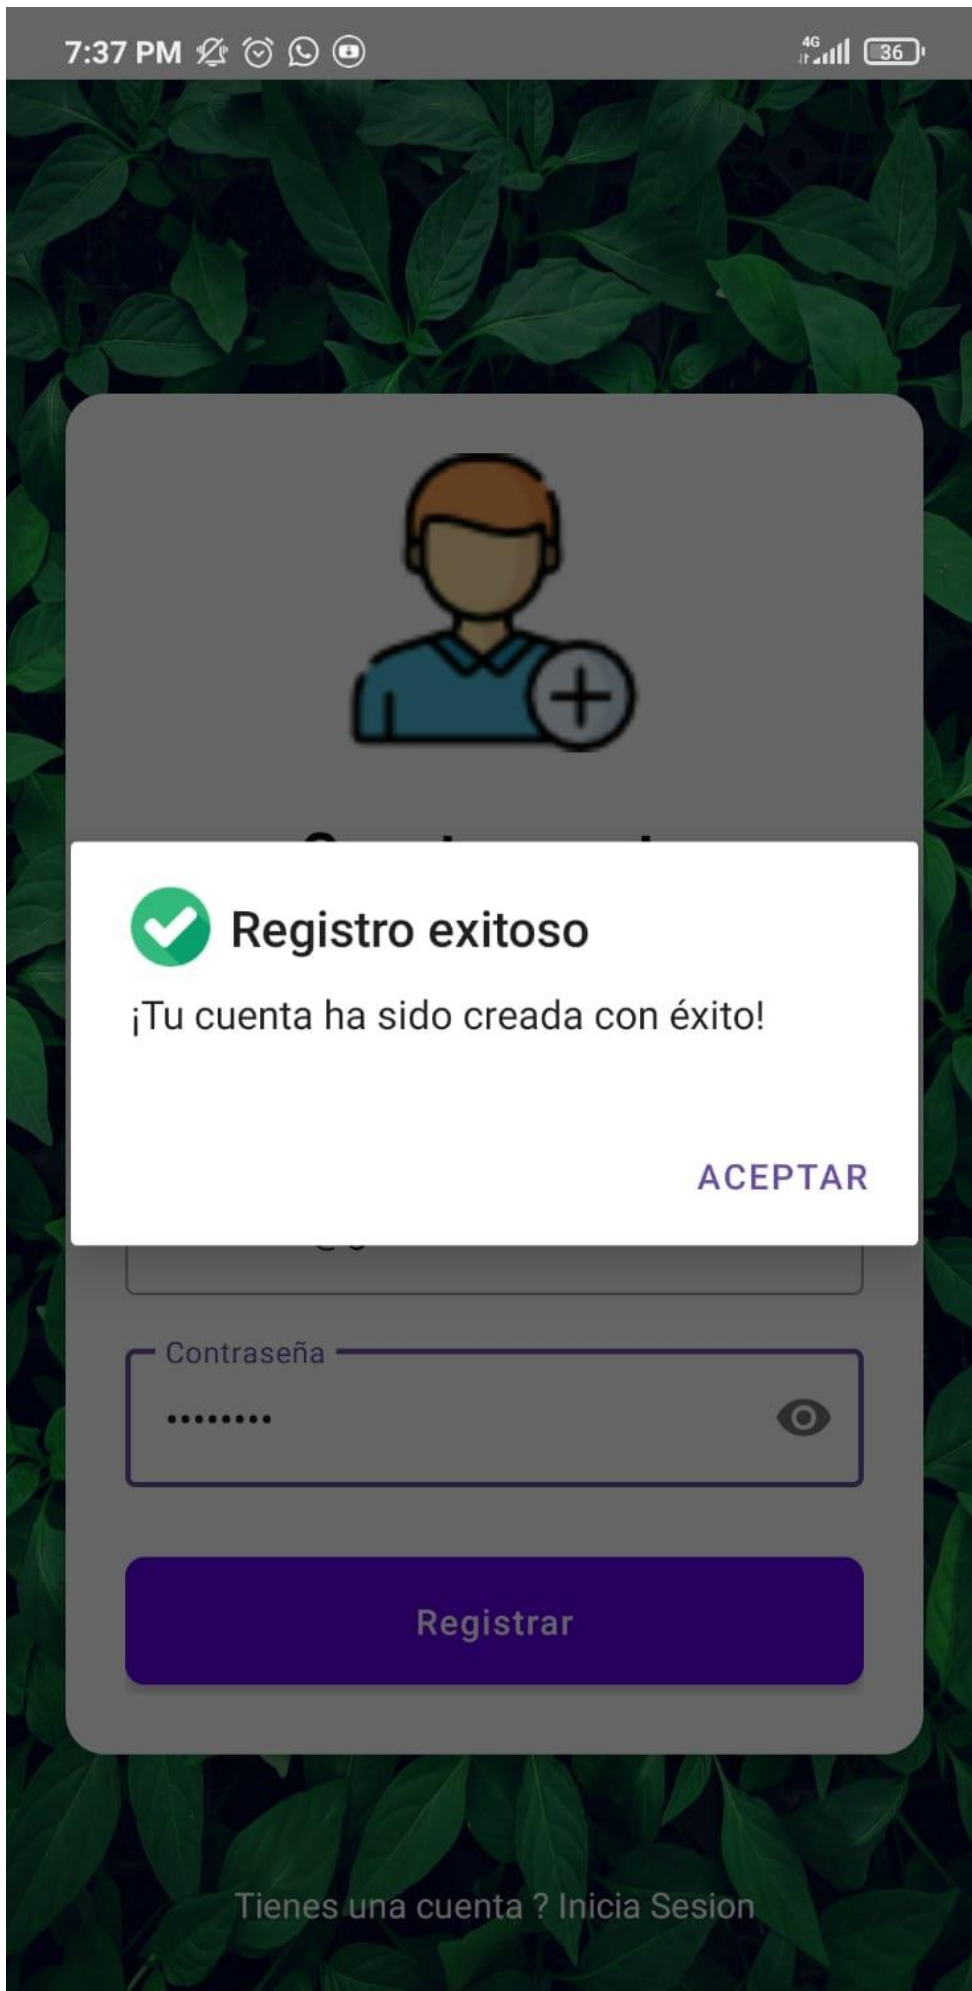 7:37 PM
4G
36
Registro exitoso
¡Tu cuenta ha sido creada con éxito!
ACEPTAR
Contraseña
••••••••
Registrar
Tienes una cuenta ? Inicia Sesion